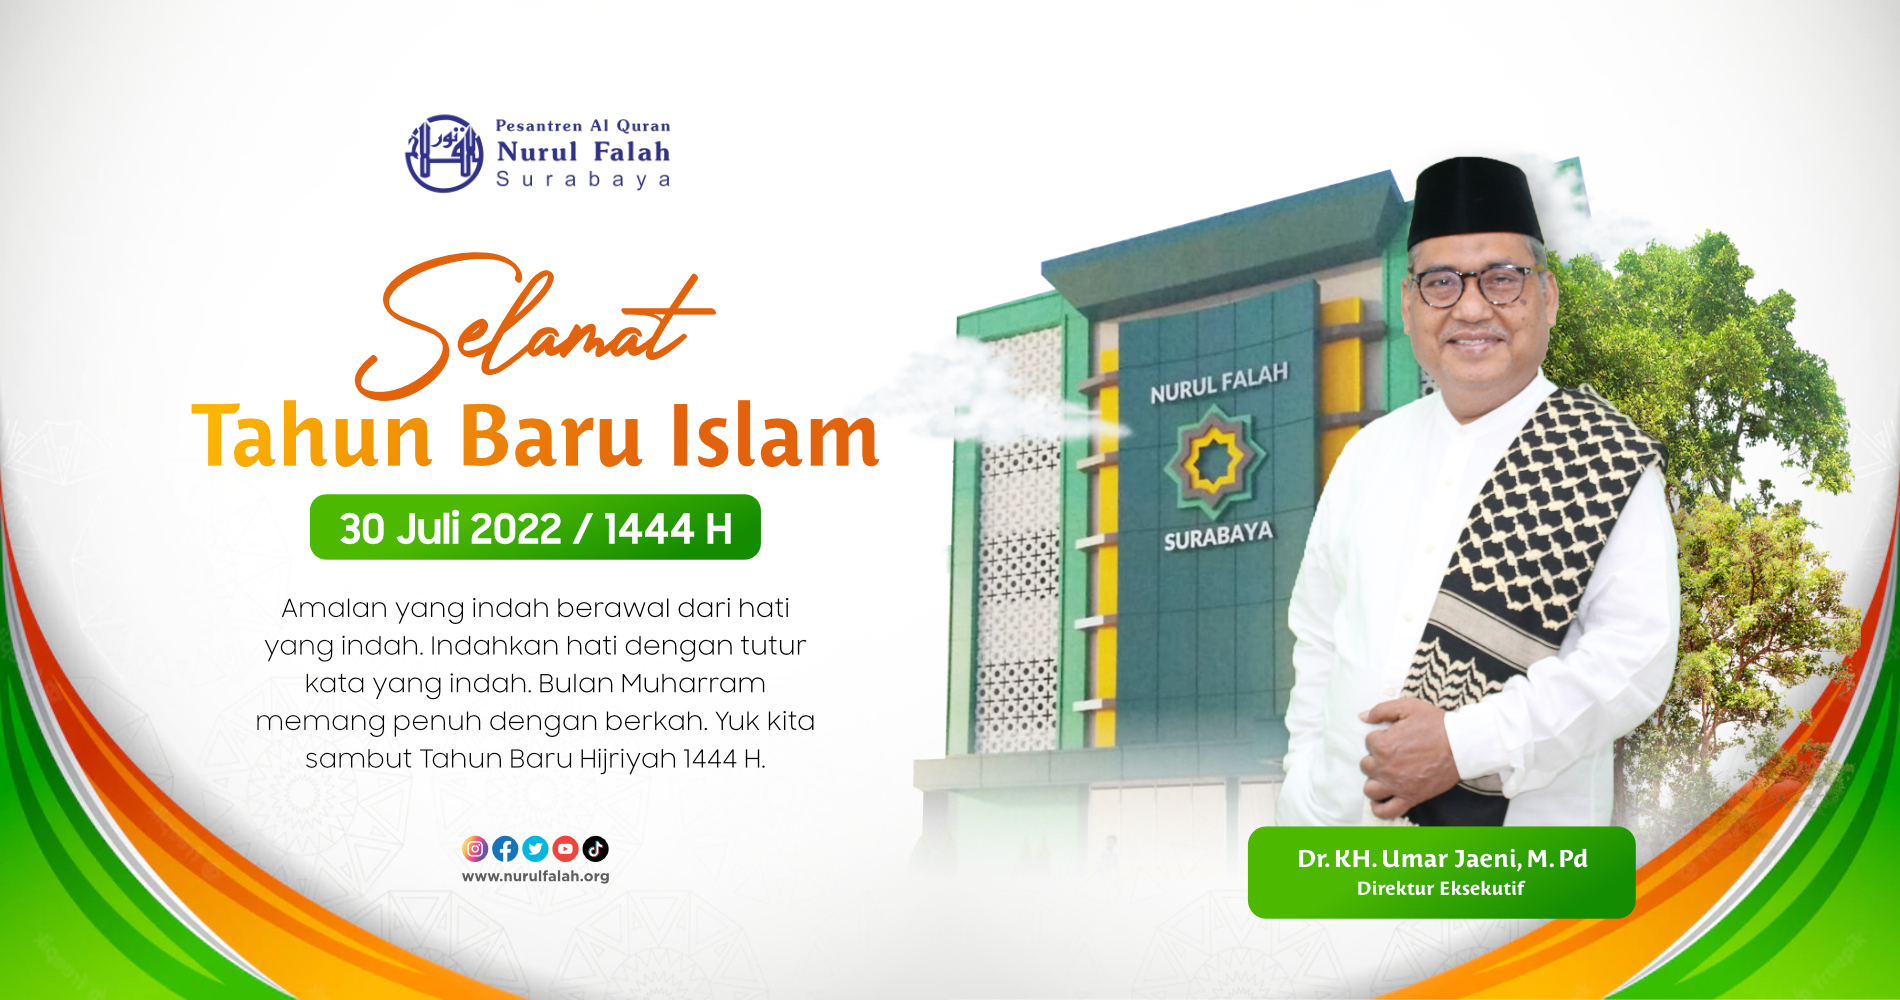 Pesantren Al Quran
Nurul Falah
Surabaya
Selamat
Tahun Baru Islam
30 Juli 2022 / 1444 H
Amalan yang indah berawal dari hati
yang indah. Indahkan hati dengan tutur
kata yang indah. Bulan Muharram
memang penuh dengan berkah. Yuk kita
sambut Tahun Baru Hijriyah 1444 H.
www.nurulfalah.org
NURUL FALAH
SURABAYA
Dr. KH. Umar Jaeni, M. Pd
Direktur Eksekutif